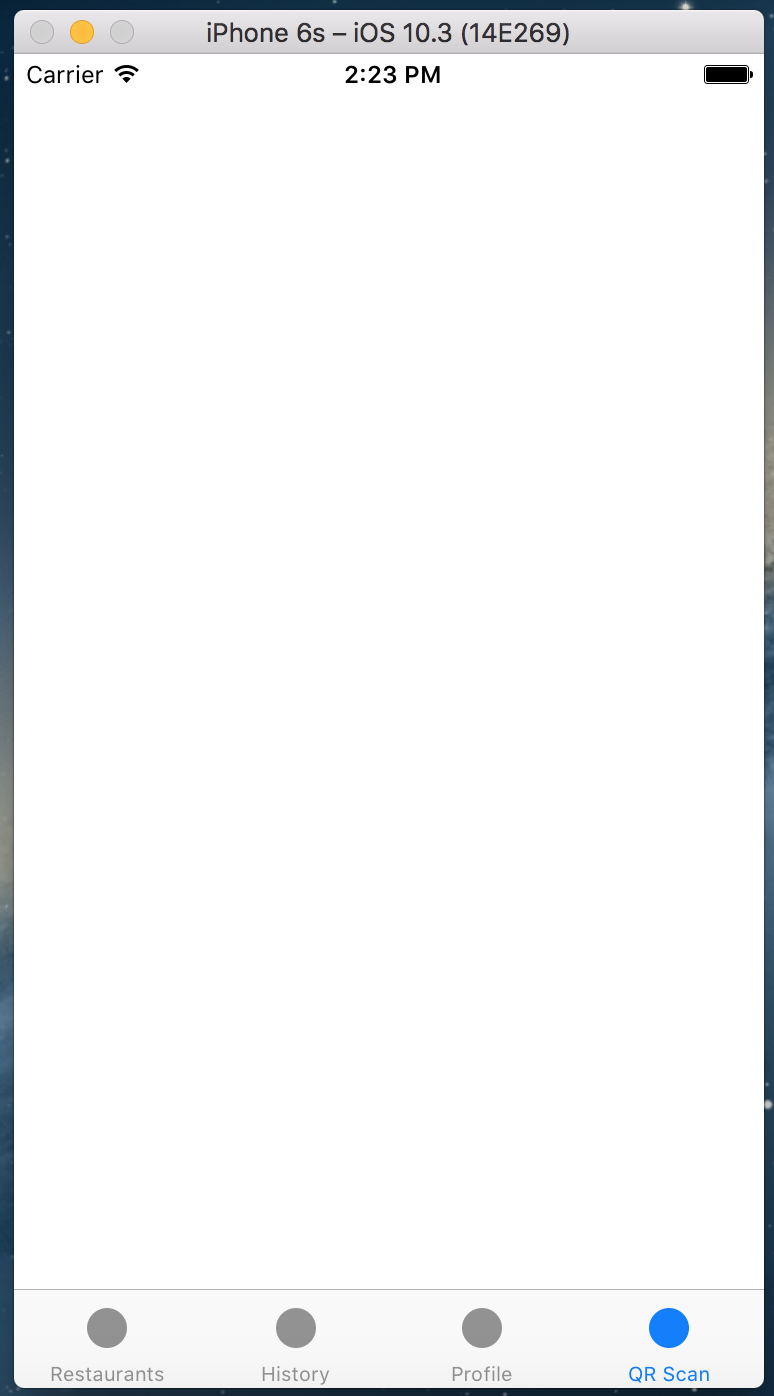 iPhone 6s – iOS 10.3 (14E269)
Carrier 2:23 PM
Restaurants History Profile QR Scan